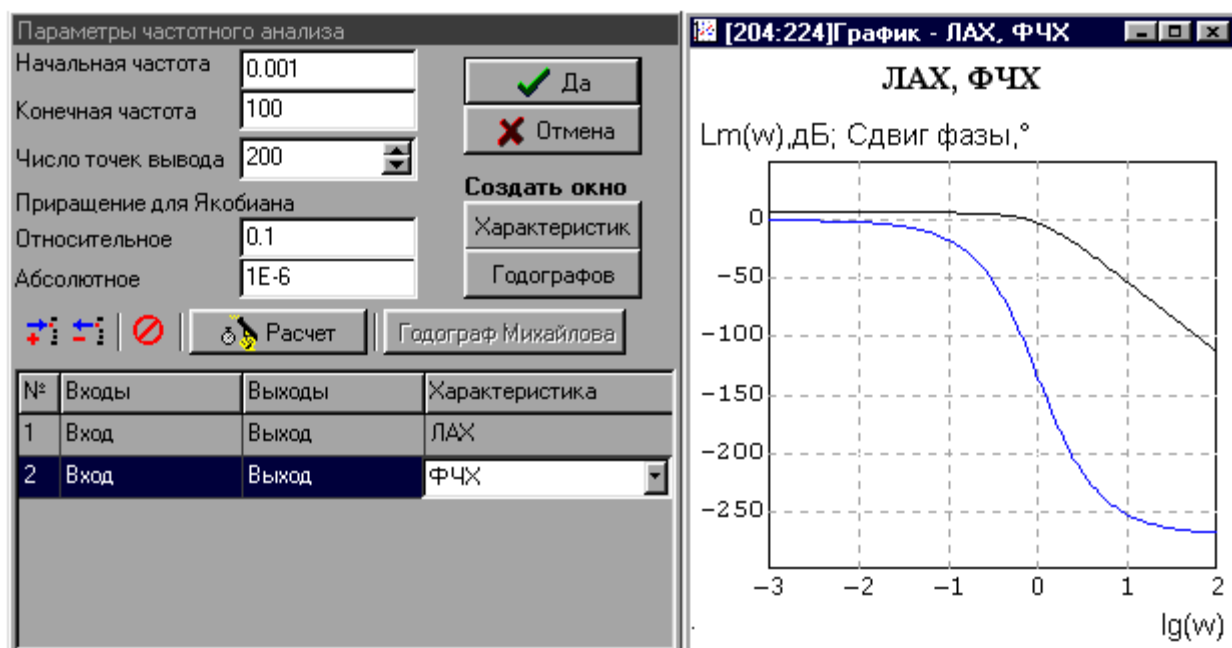 Параметры частотного анализа
Начальная частота 0.001
Конечная частота 100
Число точек вывода 200
Приращение для Якобиана
Относительное 0.1
Абсолютное 1E-6
Да
Отмена
Создать окно
Характеристик
Годографов
Расчет Годограф Михайлова
№ Входы Выходы Характеристика
1 Вход Выход ЛАХ
2 Вход Выход ФЧХ
[204:224]График - ЛАХ, ФЧХ
ЛАХ, ФЧХ
Lm(w),дБ; Сдвиг фазы,°
0
-50
-100
-150
-200
-250
-3 -2 -1 0 1 2
lg(w)